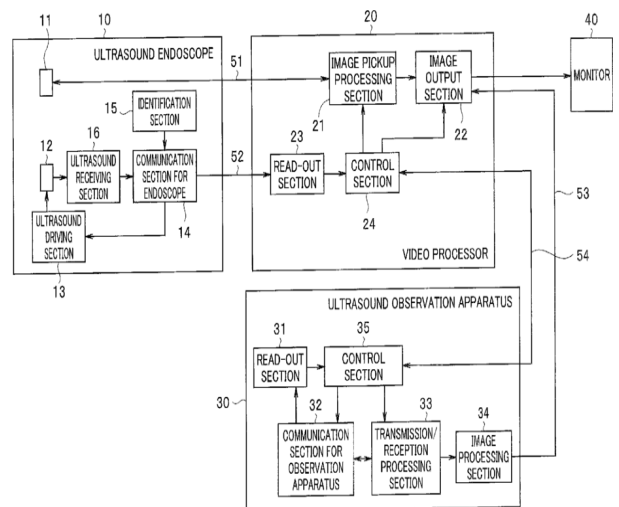 10
11
ULTRASOUND ENDOSCOPE
15
IDENTIFICATION
SECTION
12
16
ULTRASOUND
RECEIVING
SECTION
COMMUNICATION
SECTION FOR
ENDOSCOPE
14
ULTRASOUND
DRIVING
SECTION
13
51
52
20
IMAGE PICKUP
PROCESSING
SECTION
21
IMAGE
OUTPUT
SECTION
22
23
READ-OUT
SECTION
CONTROL
SECTION
24
VIDEO PROCESSOR
40
MONITOR
53
54
ULTRASOUND OBSERVATION APPARATUS
30
31
READ-OUT
SECTION
35
CONTROL
SECTION
32
COMMUNICATION
SECTION FOR
OBSERVATION
APPARATUS
33
TRANSMISSION/
RECEPTION
PROCESSING
SECTION
34
IMAGE
PROCESSING
SECTION